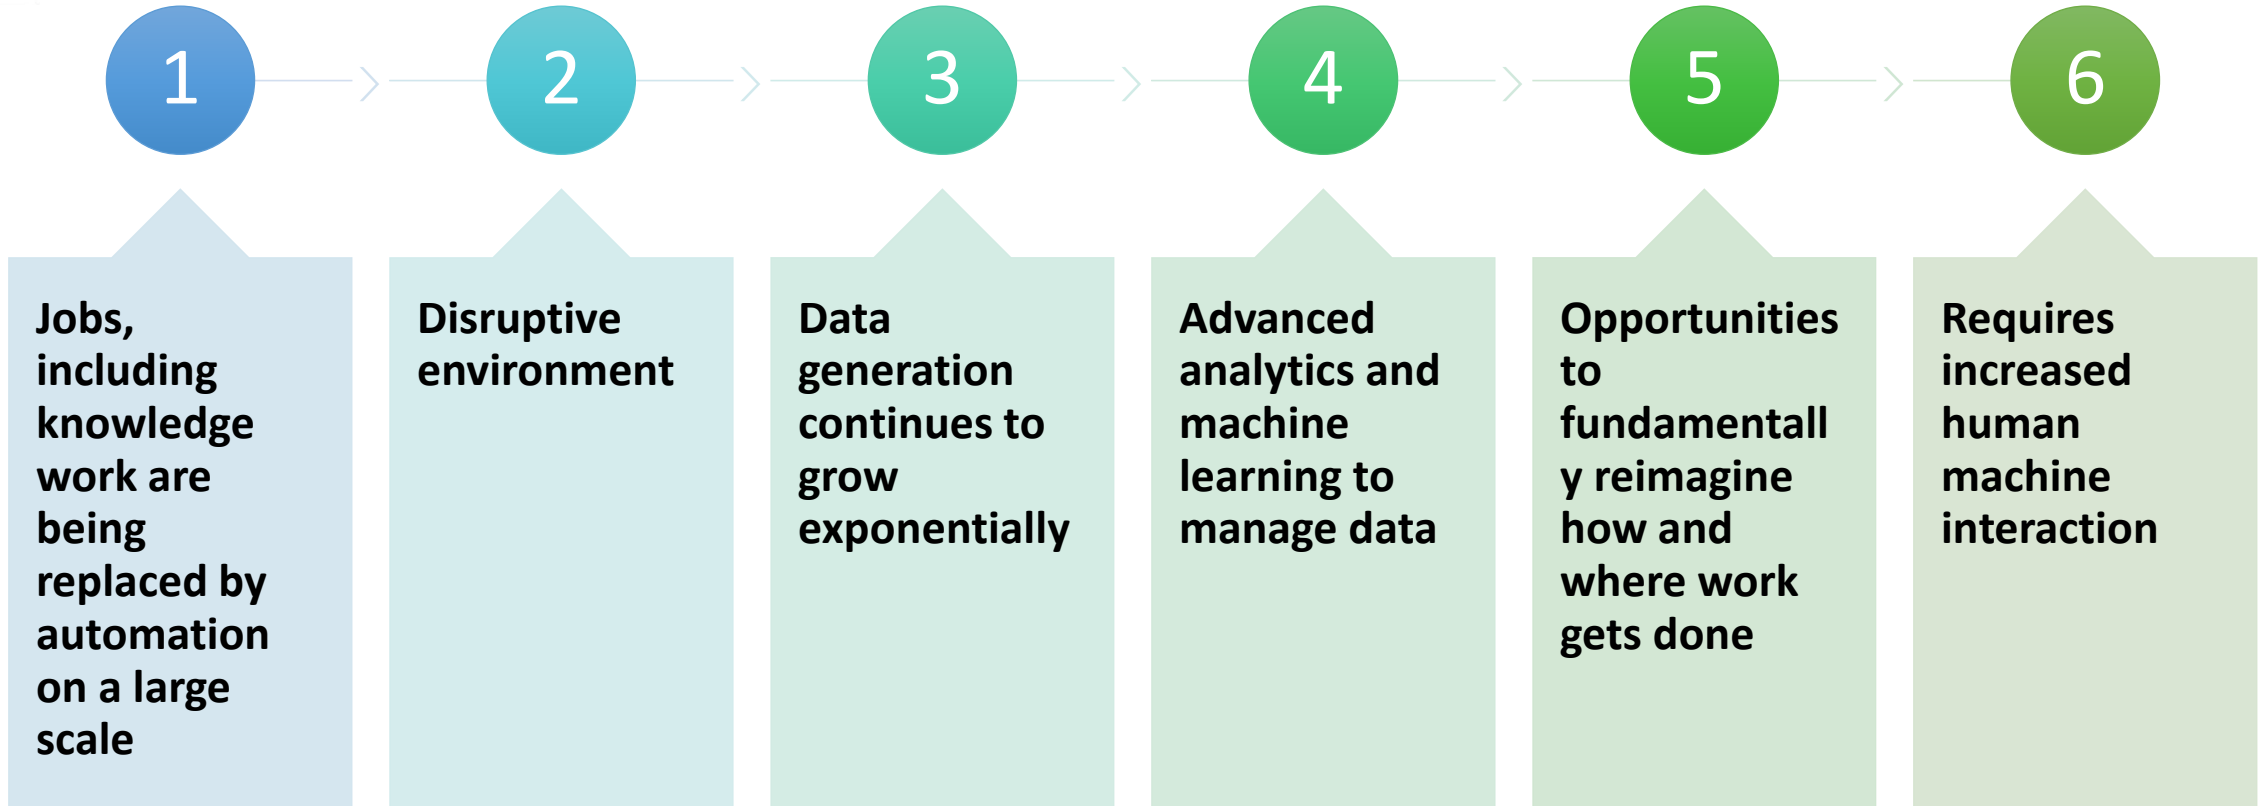 1
2
3
4
5
6
Jobs,
including
knowledge
work are
being
replaced by
automation
on a large
scale
Disruptive
environment
Data
generation
continues to
grow
exponentially
Advanced
analytics and
machine
learning to
manage data
Opportunities
to
fundamentall
y reimagine
how and
where work
gets done
Requires
increased
human
machine
interaction